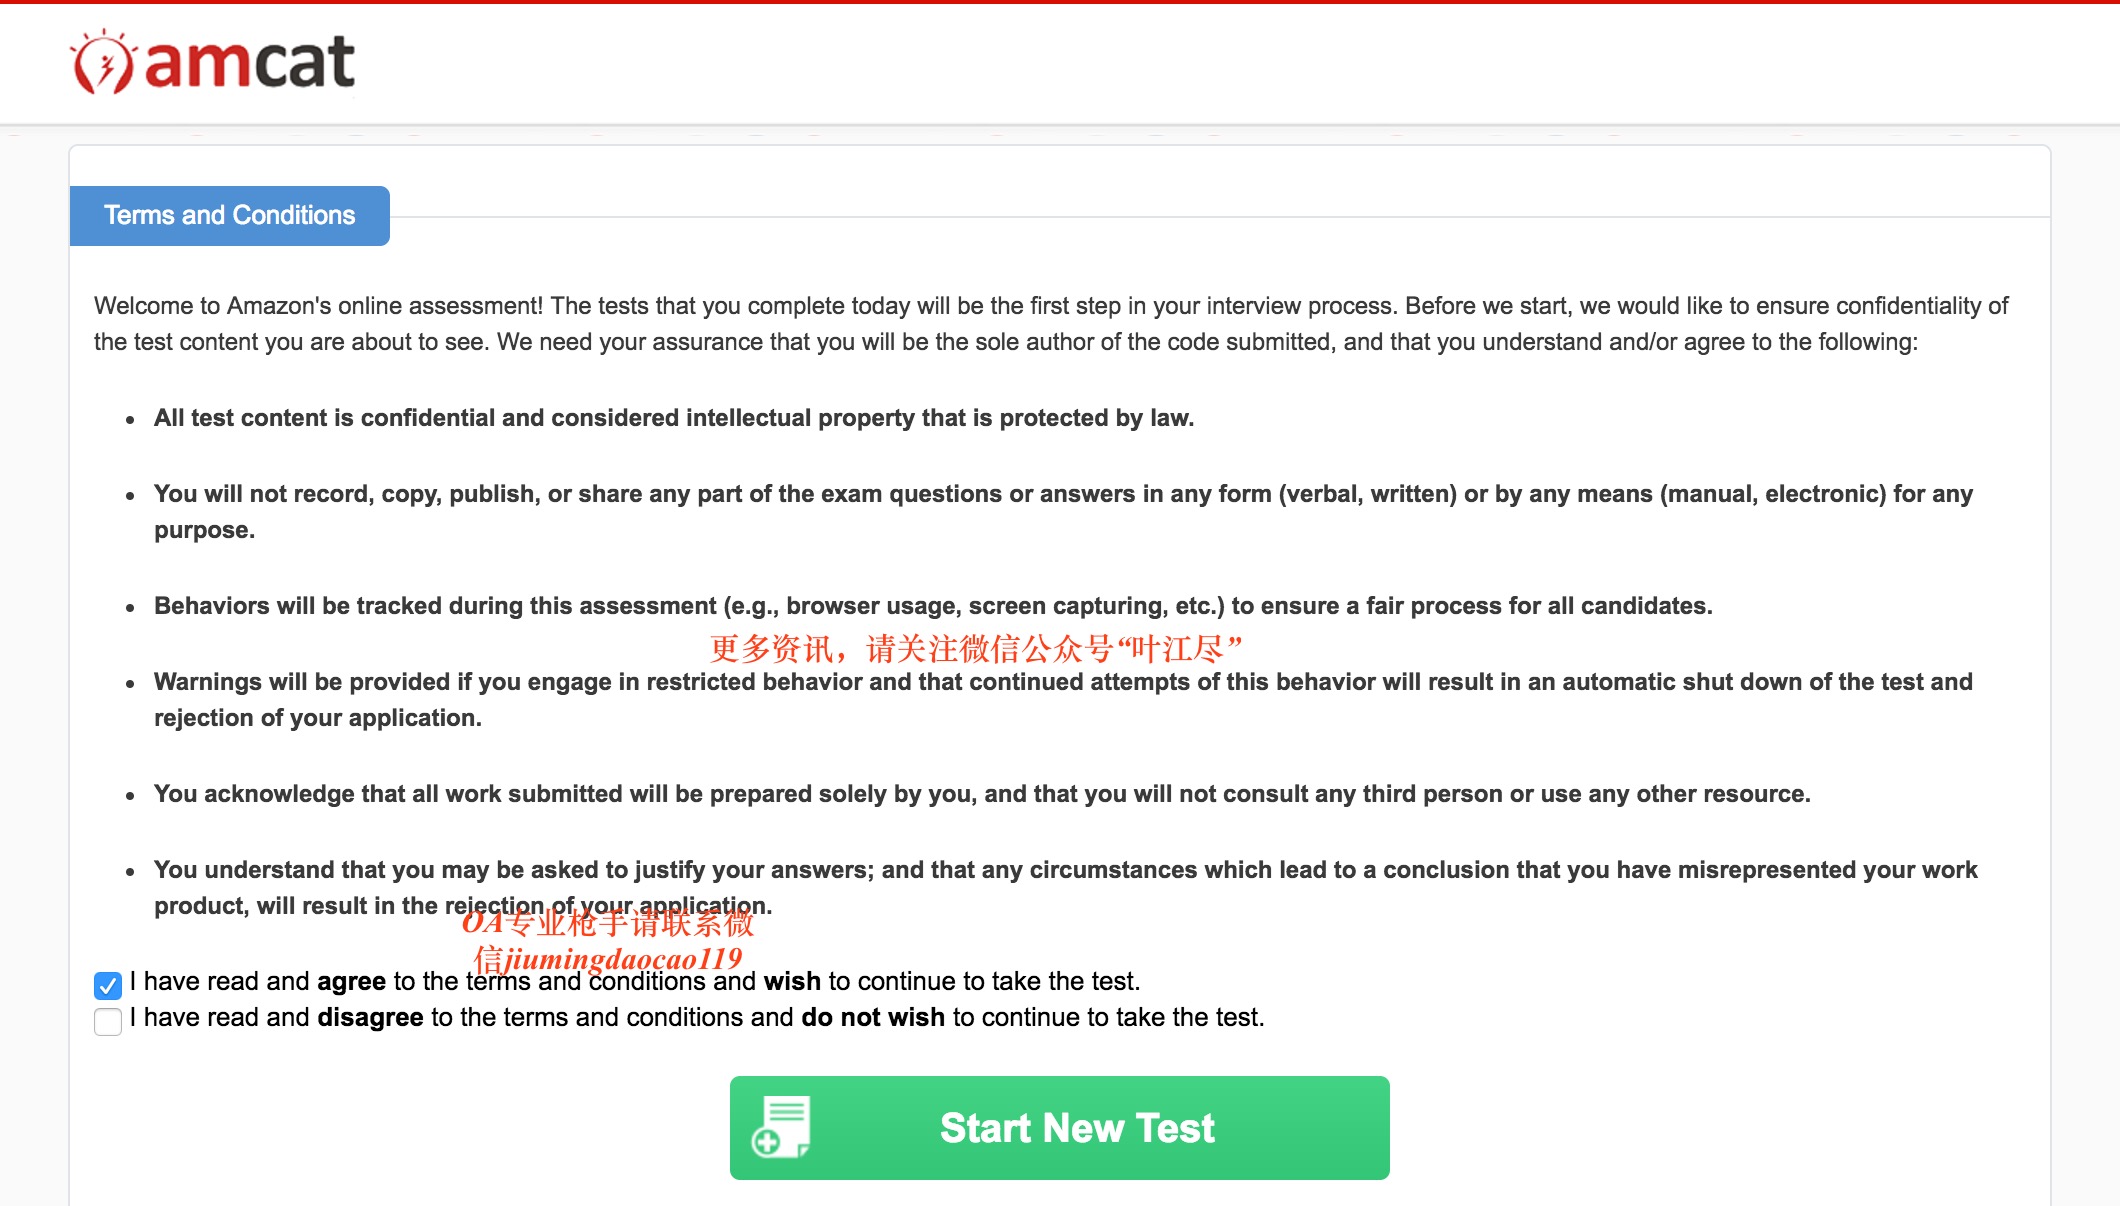 amcat
Terms and Conditions
Welcome to Amazon's online assessment! The tests that you complete today will be the first step in your interview process. Before we start, we would like to ensure confidentiality of
the test content you are about to see. We need your assurance that you will be the sole author of the code submitted, and that you understand and/or agree to the following:
• All test content is confidential and considered intellectual property that is protected by law.
• You will not record, copy, publish, or share any part of the exam questions or answers in any form (verbal, written) or by any means (manual, electronic) for any
purpose.
• Behaviors will be tracked during this assessment (e.g., browser usage, screen capturing, etc.) to ensure a fair process for all candidates.
更多资讯，请关注微信公众号“叶江尽”
• Warnings will be provided if you engage in restricted behavior and that continued attempts of this behavior will result in an automatic shut down of the test and
rejection of your application.
• You acknowledge that all work submitted will be prepared solely by you, and that you will not consult any third person or use any other resource.
• You understand that you may be asked to justify your answers; and that any circumstances which lead to a conclusion that you have misrepresented your work
product, will result in the rejection of your application.
OA专业枪手请联系微
信jiumingdaocao119
I have read and agree to the terms and conditions and wish to continue to take the test.
I have read and disagree to the terms and conditions and do not wish to continue to take the test.
Start New Test